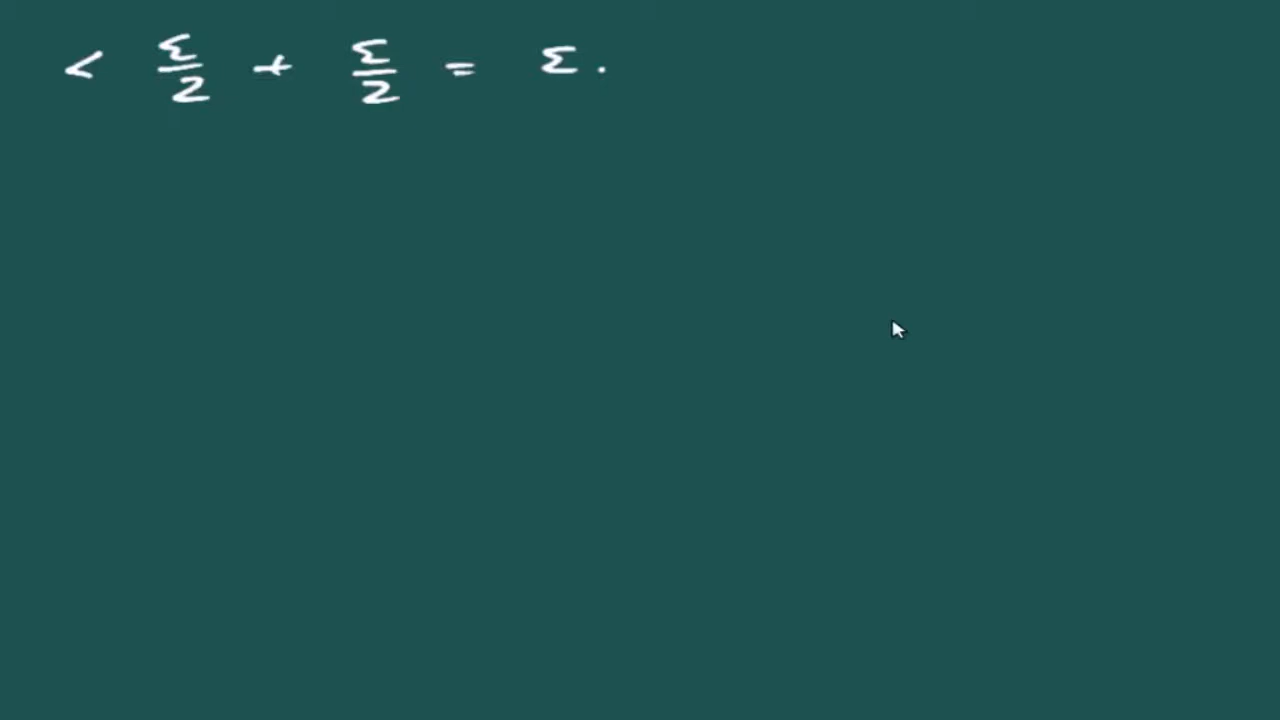 < ε/2 + ε/2 = ε.